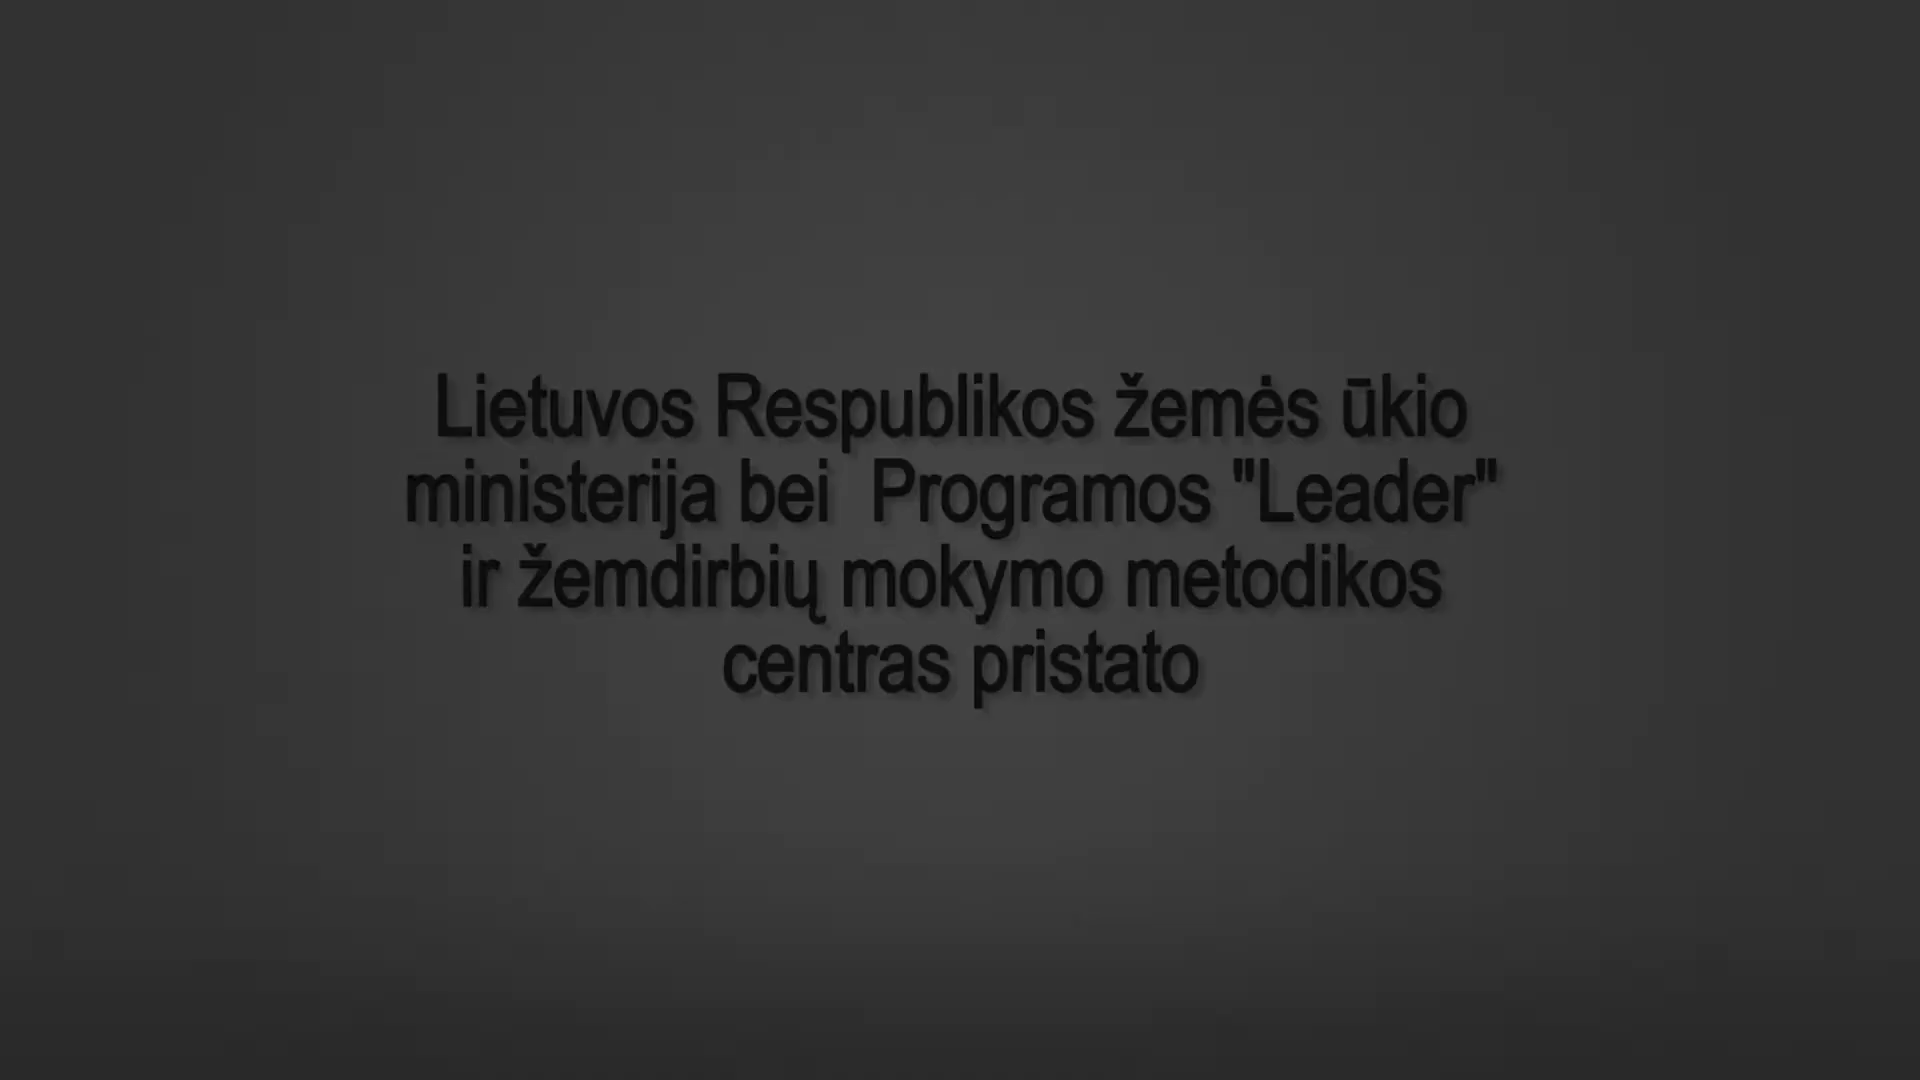 Lietuvos Respublikos žemės ūkio
ministerija bei  Programos "Leader"
ir žemdirbių mokymo metodikos
centras pristato